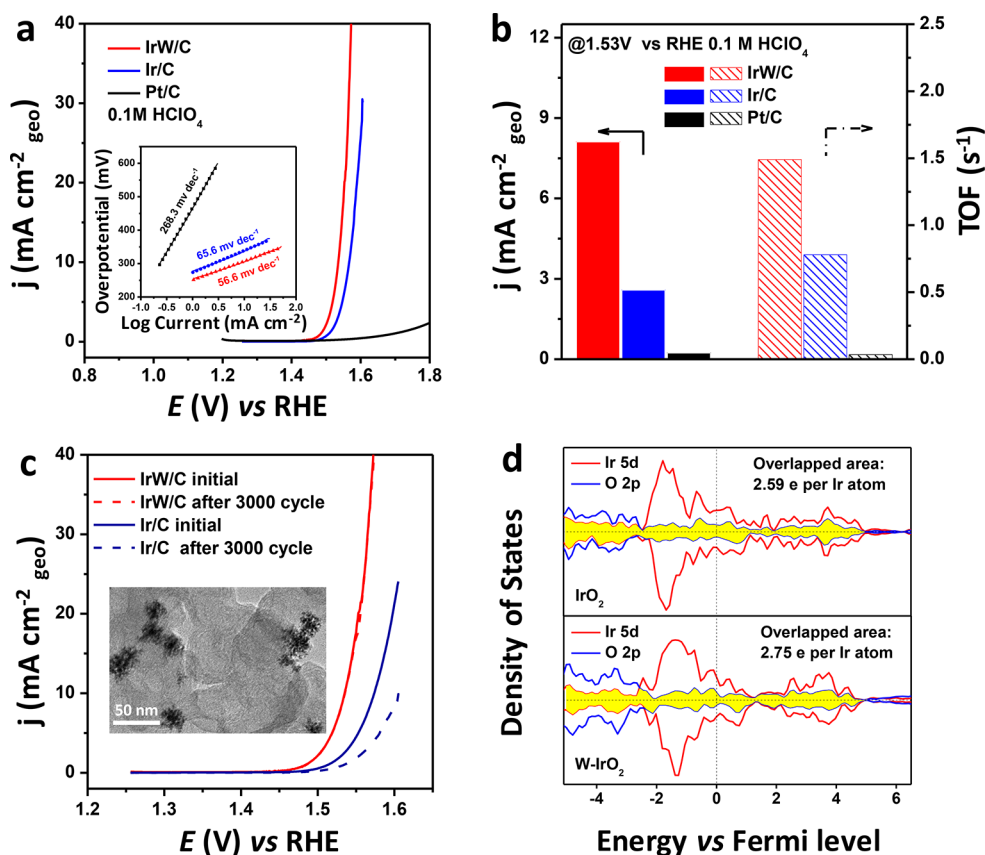 a
40
30
20
10
0
j (mA cm⁻² geo)
IrW/C
Ir/C
Pt/C
0.1M HClO₄
600
500
400
300
200
Overpotential (mV)
268.3 mv dec⁻¹
65.6 mv dec⁻¹
56.6 mv dec⁻¹
-1.0 -0.5 0.0 0.5 1.0 1.5 2.0
Log Current (mA cm⁻²)
0.8 1.0 1.2 1.4 1.6 1.8
E (V) vs RHE
b
12
9
6
3
0
j (mA cm⁻² geo)
@1.53V vs RHE 0.1 M HClO₄
IrW/C
Ir/C
Pt/C
2.5
2.0
1.5
1.0
0.5
0.0
TOF (s⁻¹)
c
40
30
20
10
0
j (mA cm⁻² geo)
IrW/C initial
IrW/C after 3000 cycle
Ir/C initial
Ir/C after 3000 cycle
50 nm
1.2 1.3 1.4 1.5 1.6
E (V) vs RHE
d
Density of States
Ir 5d
O 2p
Overlapped area:
2.59 e per Ir atom
IrO₂
Ir 5d
O 2p
Overlapped area:
2.75 e per Ir atom
W-IrO₂
-4 -2 0 2 4 6
Energy vs Fermi level